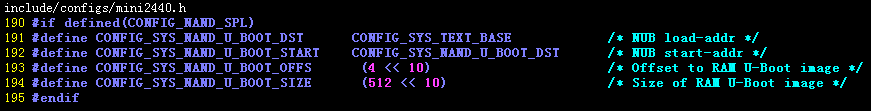 include/configs/mini2440.h
190 #if defined(CONFIG_NAND_SPL)
191 #define CONFIG_SYS_NAND_U_BOOT_DST CONFIG_SYS_TEXT_BASE /* NUB load-addr */
192 #define CONFIG_SYS_NAND_U_BOOT_START CONFIG_SYS_NAND_U_BOOT_DST /* NUB start-addr */
193 #define CONFIG_SYS_NAND_U_BOOT_OFFS (4 << 10) /* Offset to RAM U-Boot image */
194 #define CONFIG_SYS_NAND_U_BOOT_SIZE (512 << 10) /* Size of RAM U-Boot image */
195 #endif